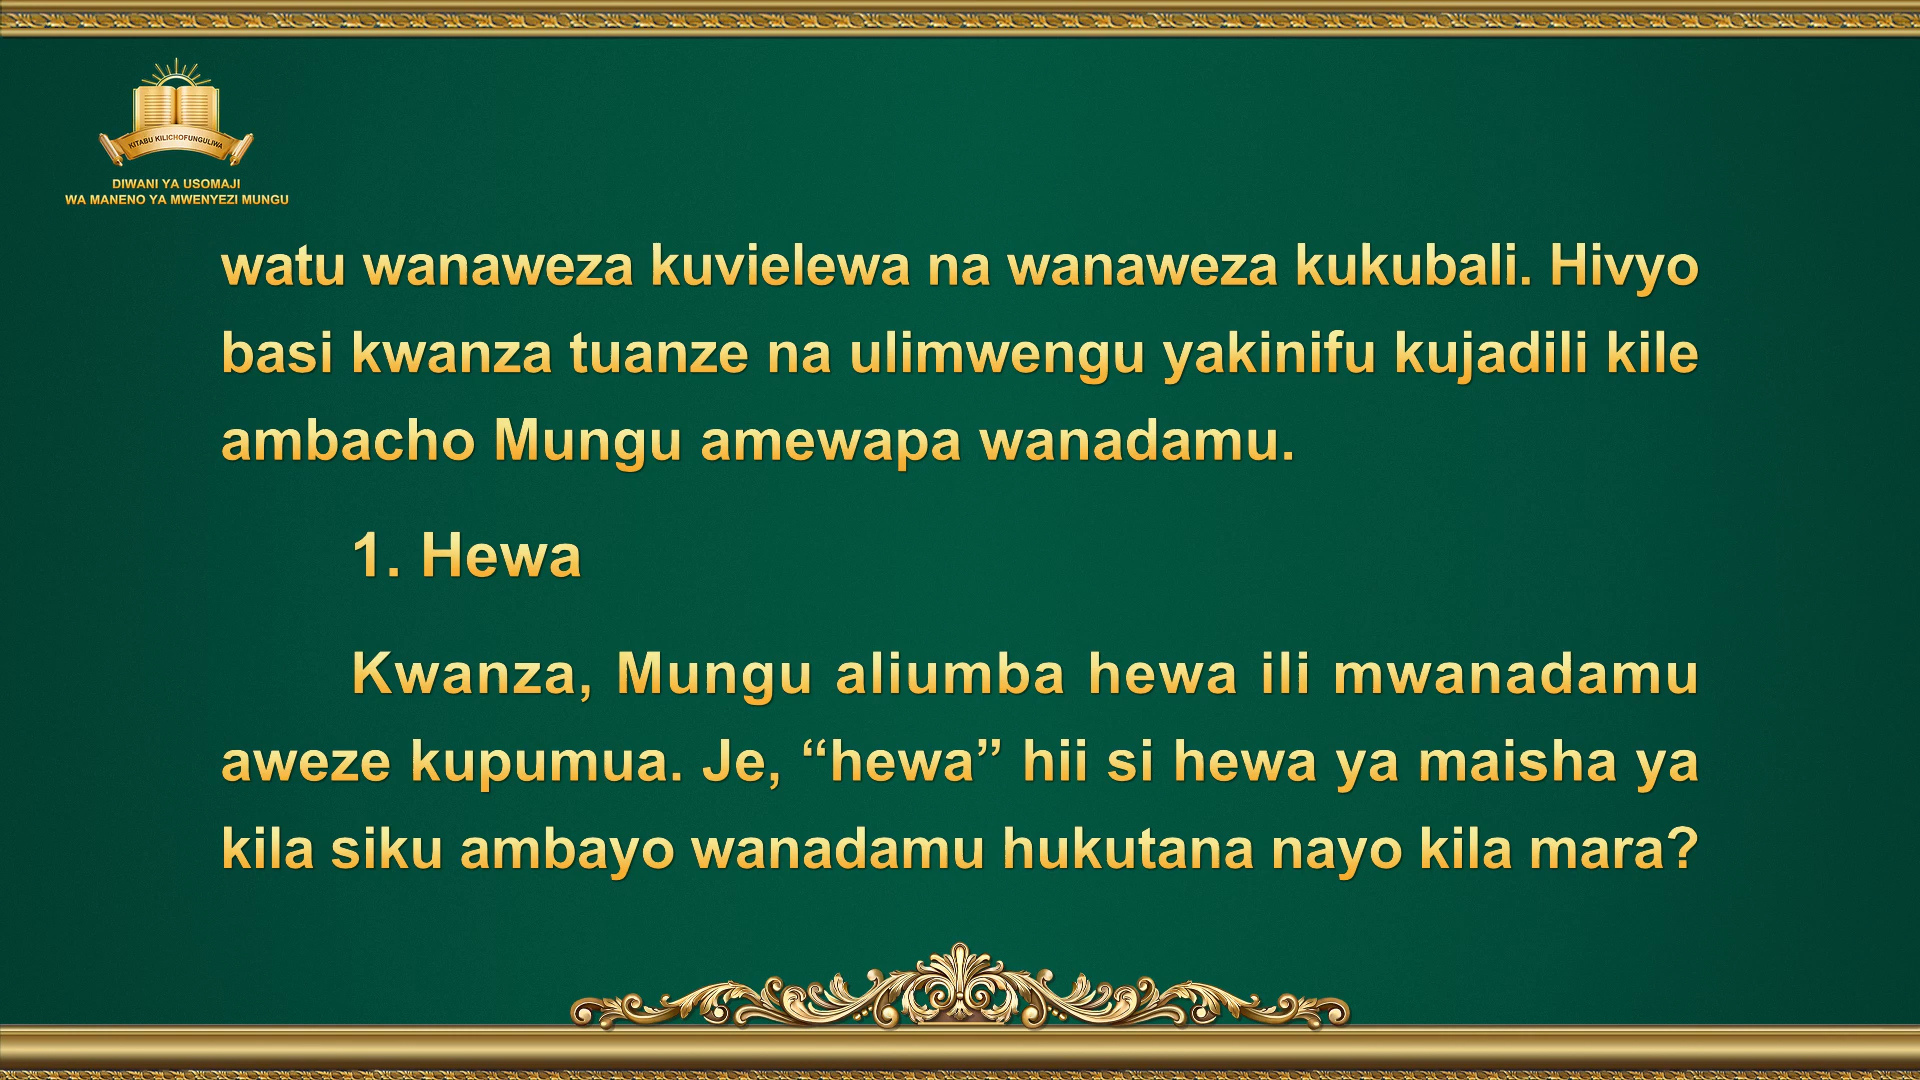 KITABU KILICHOFUNGULIWA
DIWANI YA USOMAJI
WA MANENO YA MWENYEZI MUNGU
watu wanaweza kuvielewa na wanaweza kukubali. Hivyo
basi kwanza tuanze na ulimwengu yakinifu kujadili kile
ambacho Mungu amewapa wanadamu.
1. Hewa
Kwanza, Mungu aliumba hewa ili mwanadamu
aweze kupumua. Je, “hewa” hii si hewa ya maisha ya
kila siku ambayo wanadamu hukutana nayo kila mara?